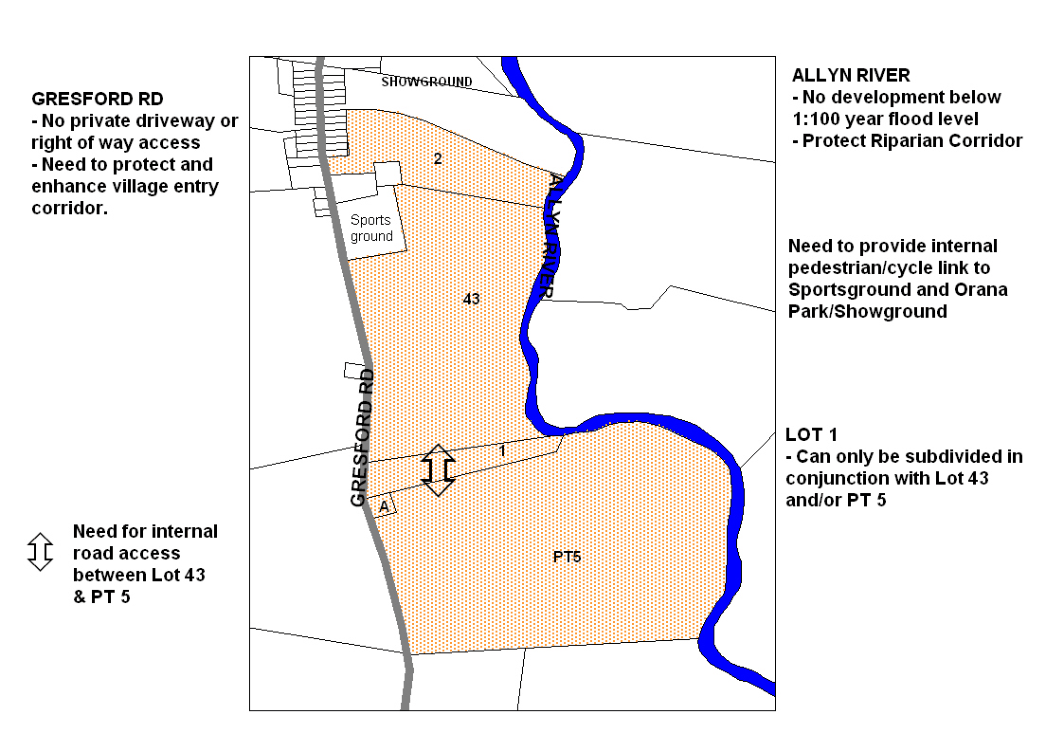 GRESFORD RD
- No private driveway or
right of way access
- Need to protect and
enhance village entry
corridor.
Need for internal
road access
between Lot 43
& PT 5
SHOWGROUND
2
Sports
ground
ALLYN RIVER
43
GRESFORD RD
1
A
PT5
ALLYN RIVER
- No development below
1:100 year flood level
- Protect Riparian Corridor
Need to provide internal
pedestrian/cycle link to
Sportsground and Orana
Park/Showground
LOT 1
- Can only be subdivided in
conjunction with Lot 43
and/or PT 5